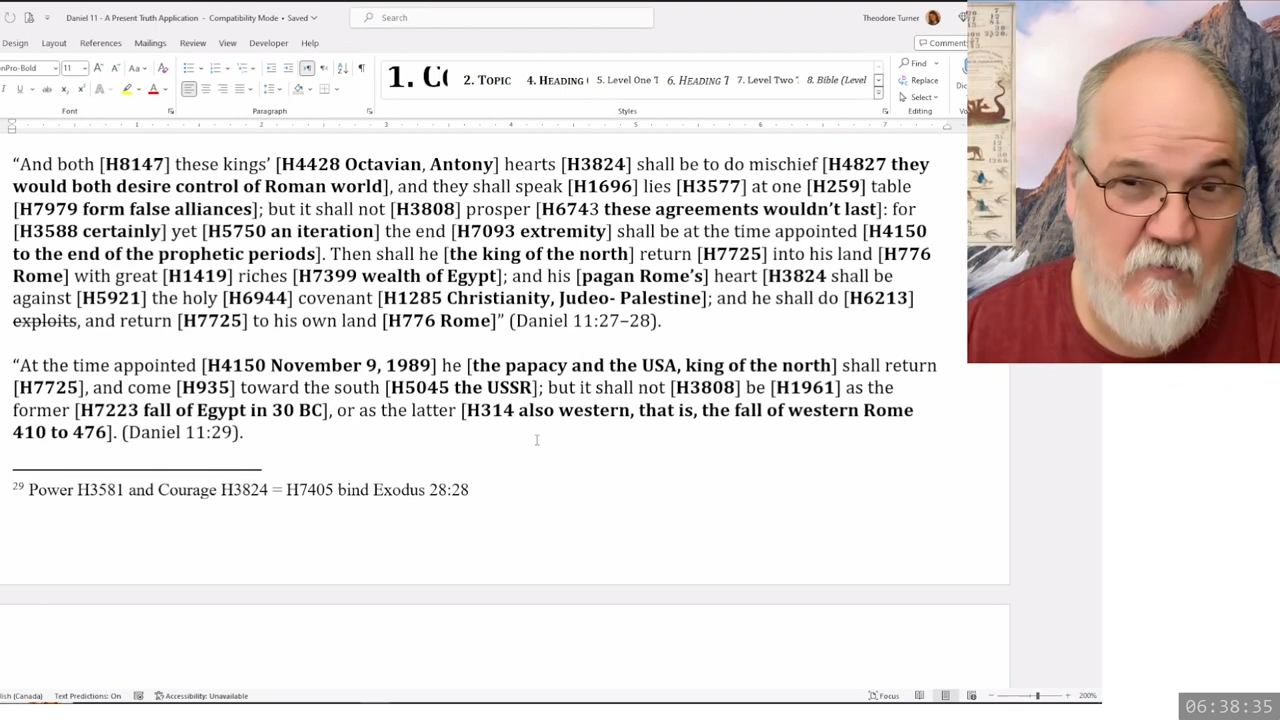 Daniel 11 - A Present Truth Application - Compatibility Mode • Saved
Search
Theodore Turner
Design Layout References Mailings Review View Developer Help
Comment
11
Aa
Find
Replace
Select
1. Co
2. TOPIC
4. HEADING
5. Level One
6. HEADING
7. Level Two
8. Bible (Level
Font
Paragraph
Styles
Editing
1 2 3 4 5 6 7
“And both [H8147] these kings’ [H4428 Octavian, Antony] hearts [H3824] shall be to do mischief [H4827 they
would both desire control of Roman world], and they shall speak [H1696] lies [H3577] at one [H259] table
[H7979 form false alliances]; but it shall not [H3808] prosper [H6743 these agreements wouldn’t last]: for
[H3588 certainly] yet [H5750 an iteration] the end [H7093 extremity] shall be at the time appointed [H4150
to the end of the prophetic periods]. Then shall he [the king of the north] return [H7725] into his land [H776
Rome] with great [H1419] riches [H7399 wealth of Egypt]; and his [pagan Rome’s] heart [H3824 shall be
against [H5921] the holy [H6944] covenant [H1285 Christianity, Judeo- Palestine]; and he shall do [H6213]
exploits, and return [H7725] to his own land [H776 Rome]” (Daniel 11:27–28).
“At the time appointed [H4150 November 9, 1989] he [the papacy and the USA, king of the north] shall return
[H7725], and come [H935] toward the south [H5045 the USSR]; but it shall not [H3808] be [H1961] as the
former [H7223 fall of Egypt in 30 BC], or as the latter [H314 also western, that is, the fall of western Rome
410 to 476]. (Daniel 11:29).
29 Power H3581 and Courage H3824 = H7405 bind Exodus 28:28
(Canada)
Text Predictions: On
Accessibility: Unavailable
Focus
200%
06:38:35